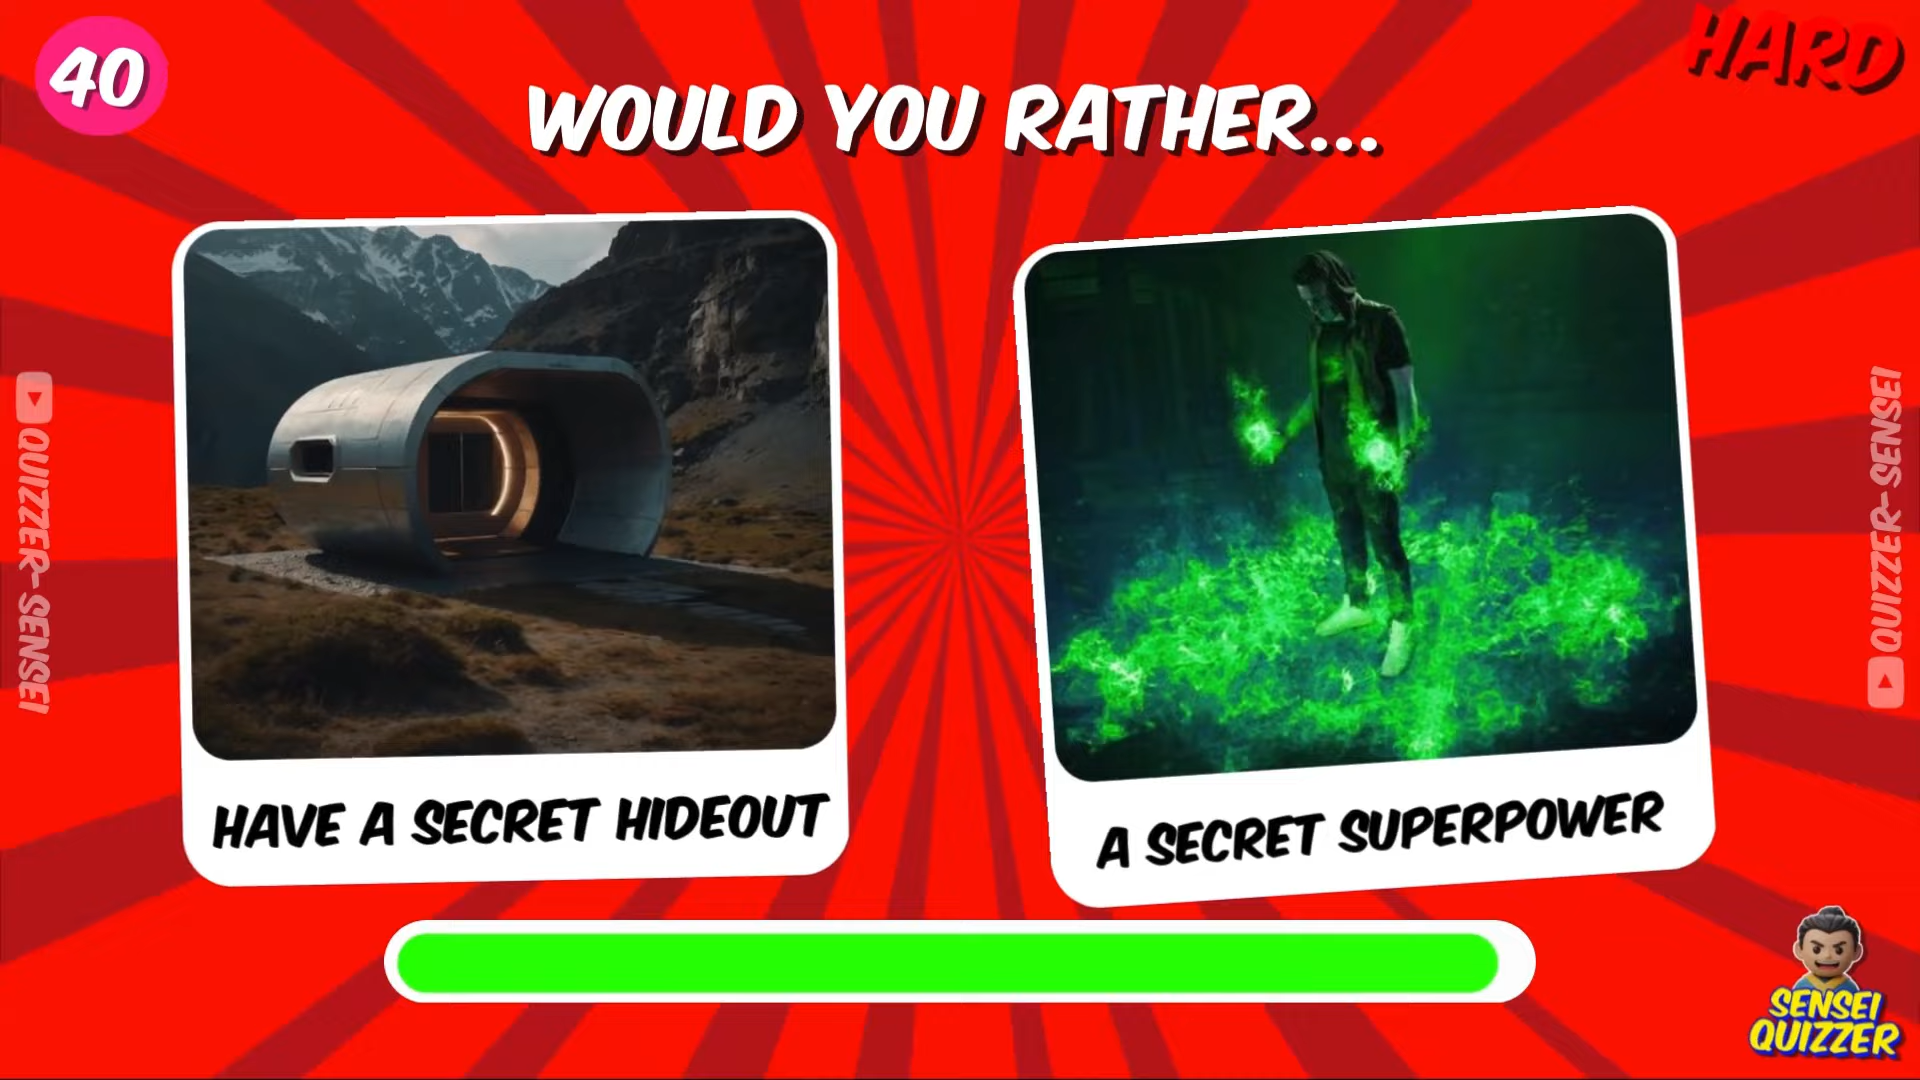 40
HARD
WOULD YOU RATHER...
QUIZZER-SENSEI
QUIZZER-SENSEI
HAVE A SECRET HIDEOUT
A SECRET SUPERPOWER
SENSEI
QUIZZER